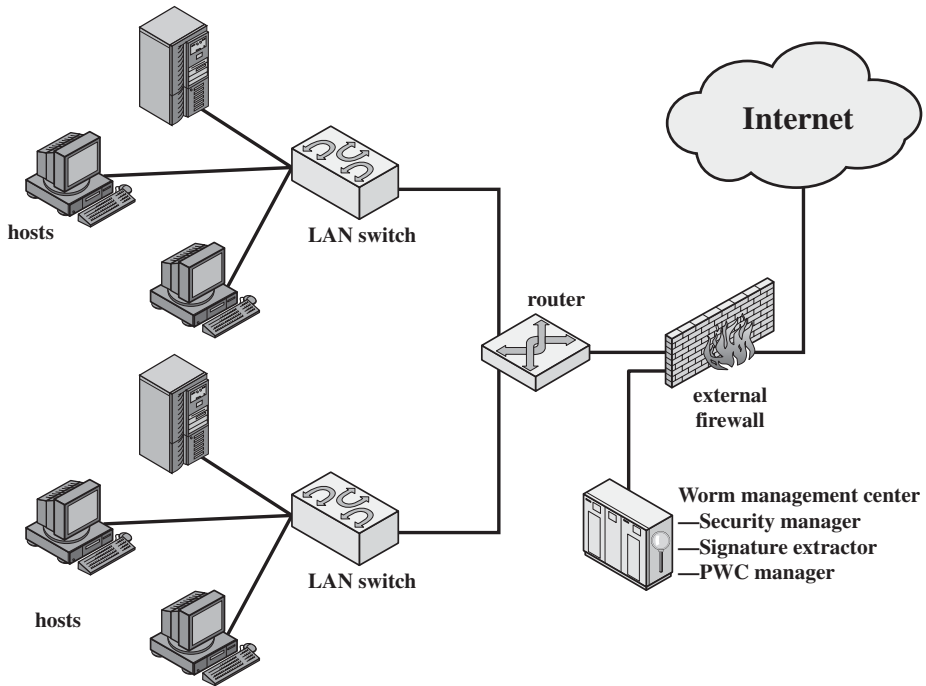 Internet
hosts
LAN switch
router
external
firewall
Worm management center
—Security manager
—Signature extractor
—PWC manager
LAN switch
hosts